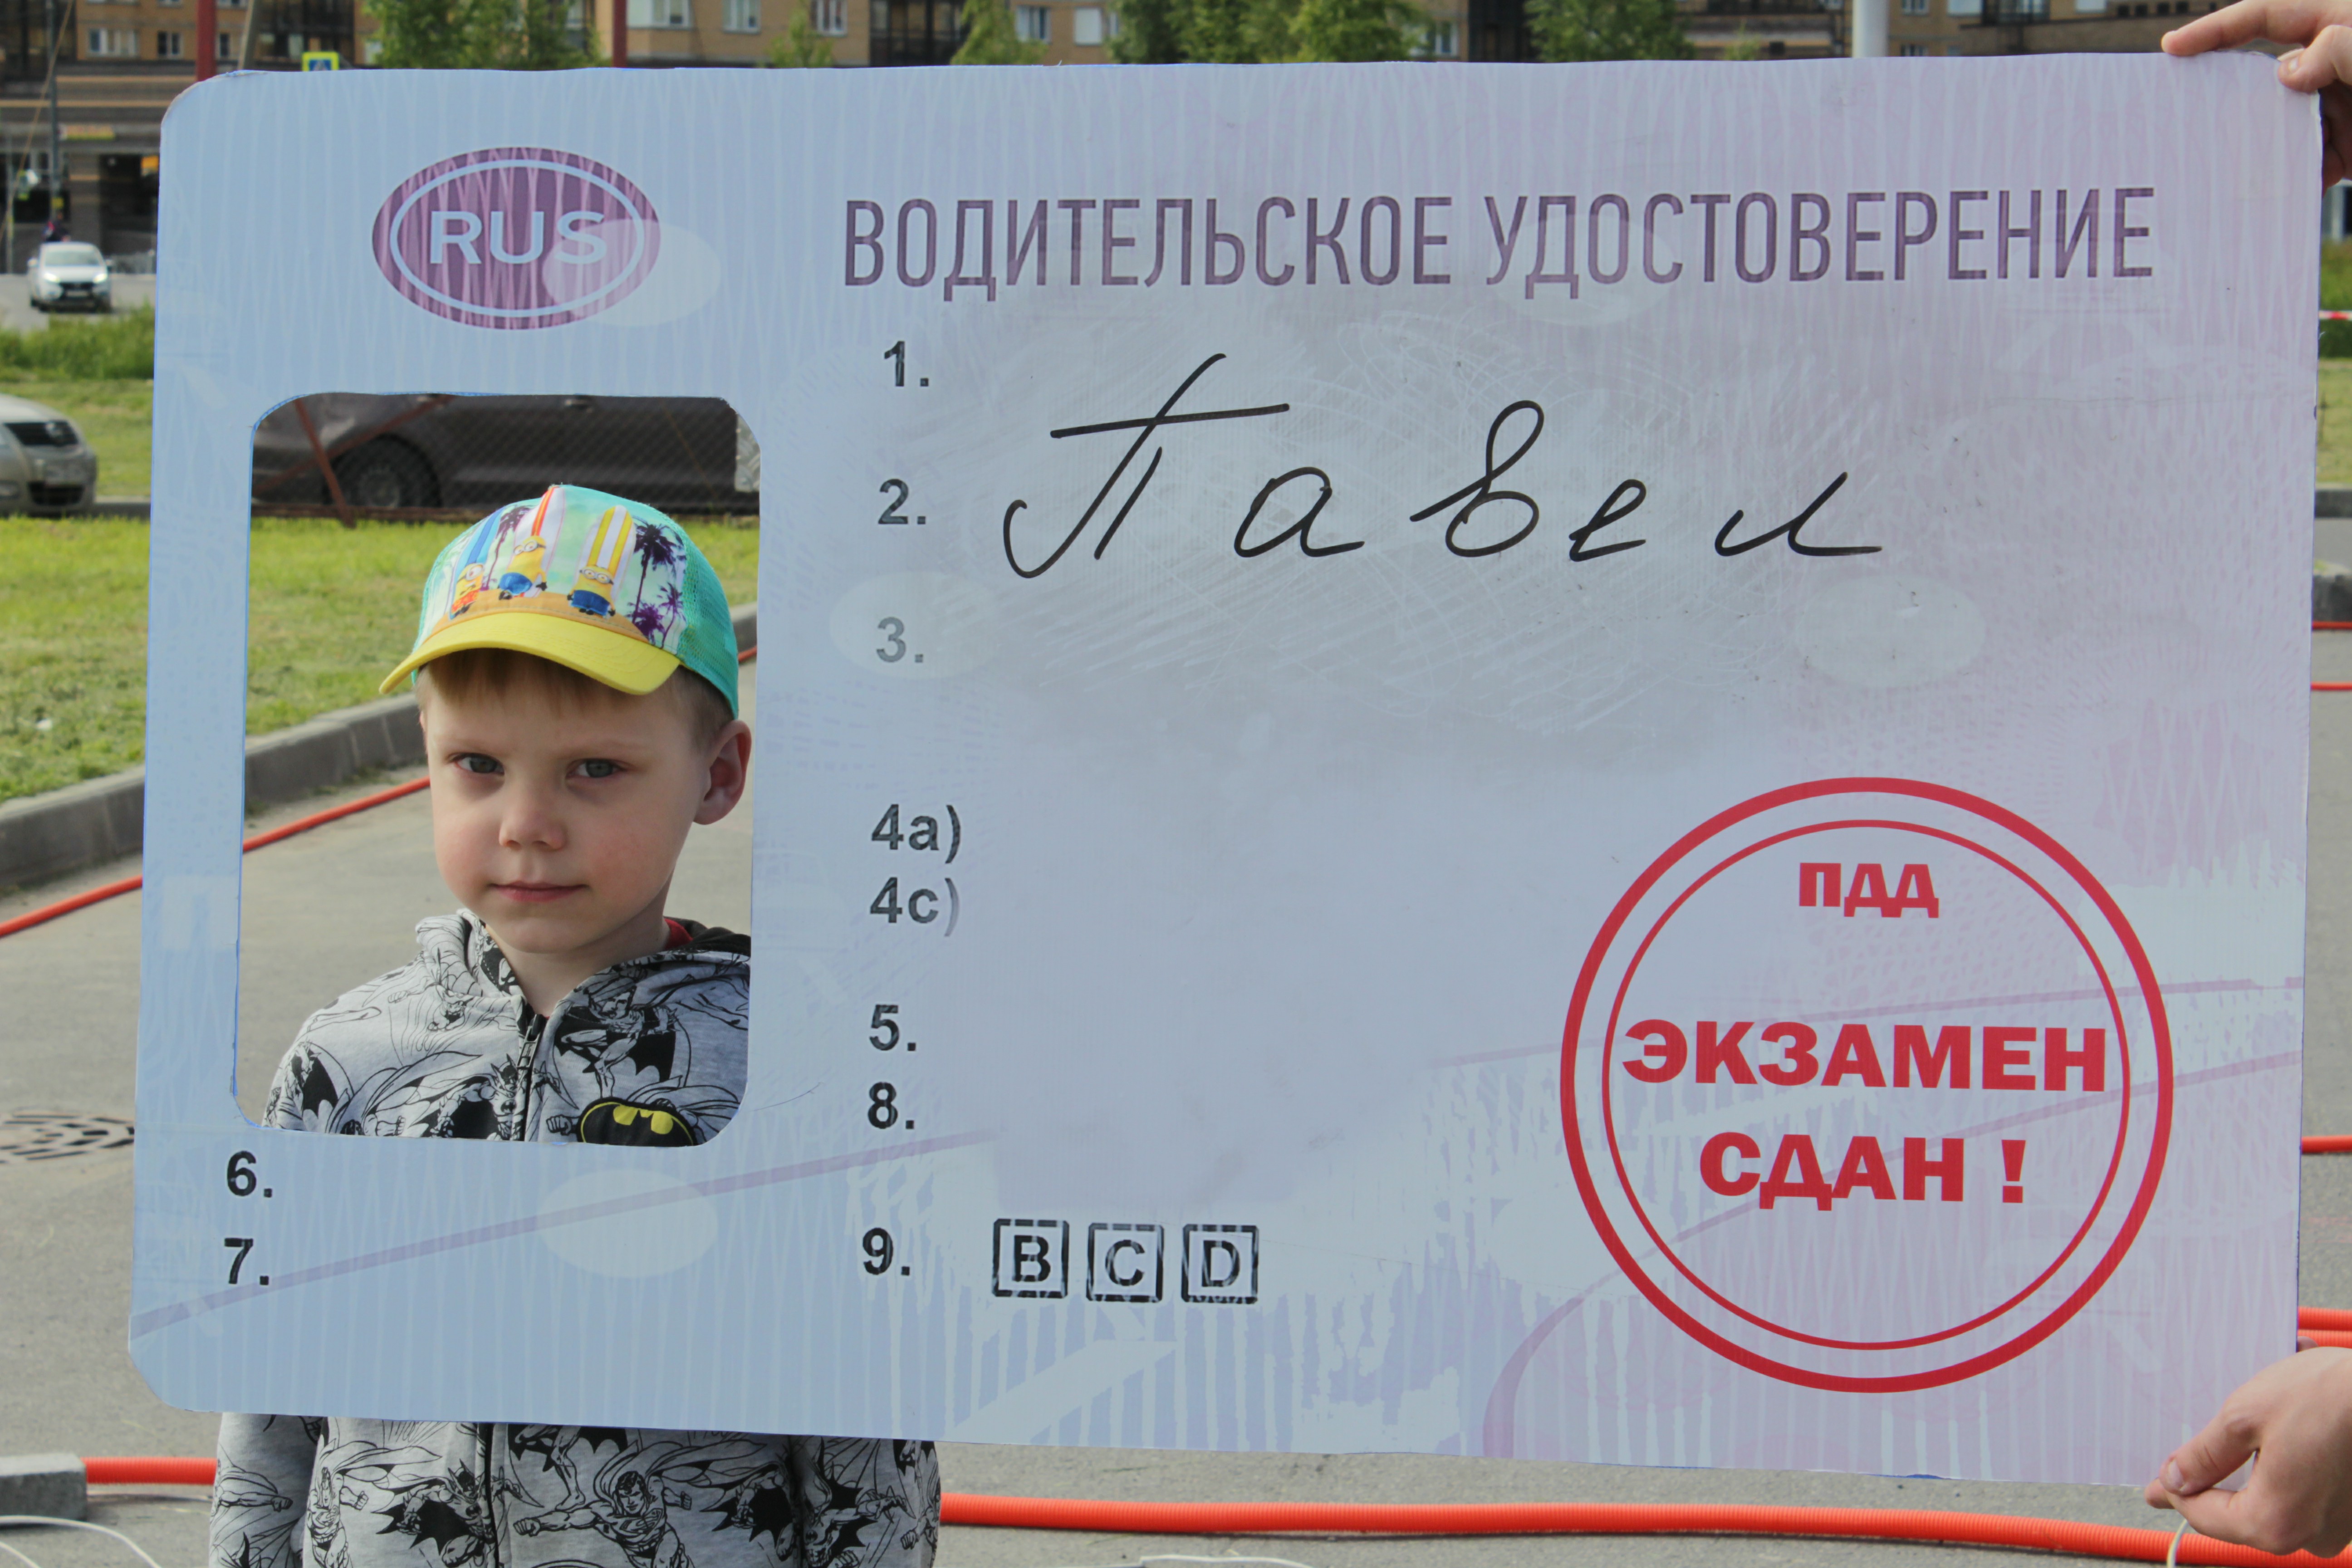 RUS
ВОДИТЕЛЬСКОЕ УДОСТОВЕРЕНИЕ
1.
2. Павел
3.
4a)
4c)
5.
8.
6.
7.
9. B C D
ПДД
ЭКЗАМЕН
СДАН !